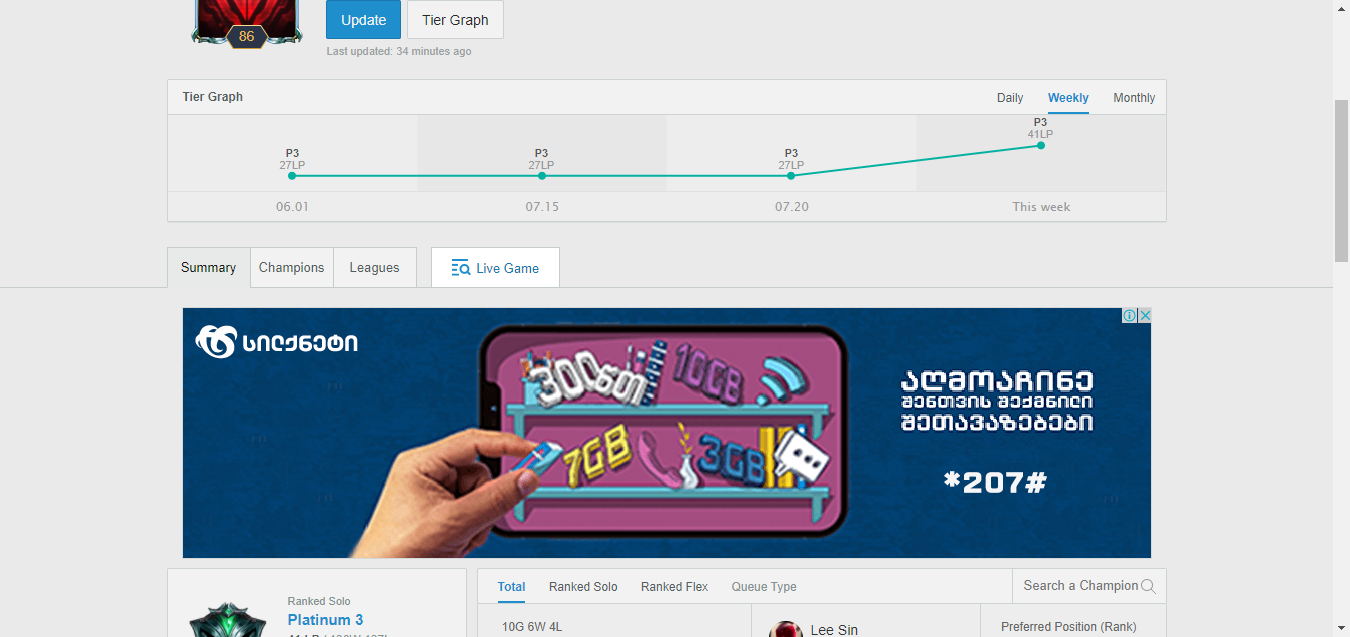 86
Update
Tier Graph
Last updated: 34 minutes ago
Tier Graph
Daily
Weekly
Monthly
P3
27LP
P3
27LP
P3
27LP
P3
41LP
06.01
07.15
07.20
This week
Summary
Champions
Leagues
Live Game
სილქნეტი
300წთ
10GB
7GB
3GB
აღმოაჩინე
შენთვის შექმნილი
შეთავაზებები
*207#
Ranked Solo
Platinum 3
Total
Ranked Solo
Ranked Flex
Queue Type
Search a Champion
10G 6W 4L
Lee Sin
Preferred Position (Rank)